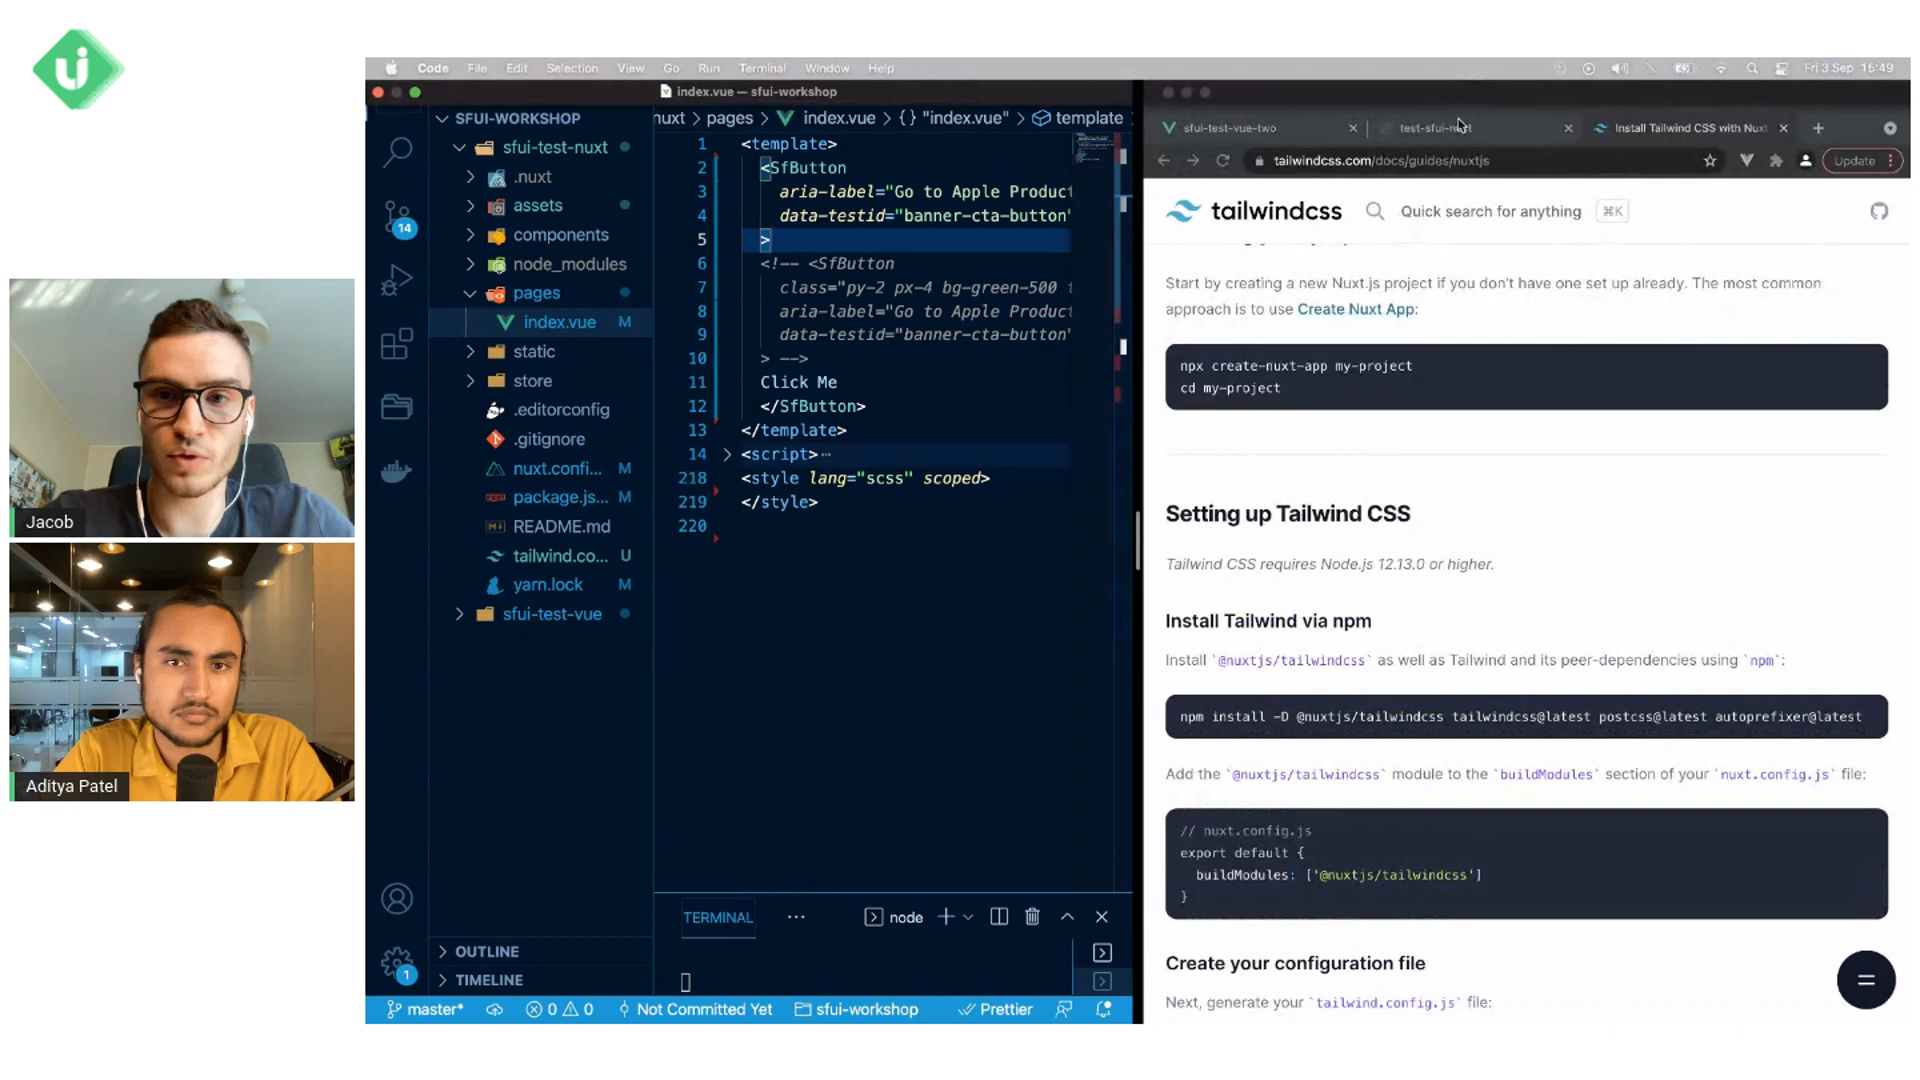 Ui
Jacob
Aditya Patel
Code File Edit Selection View Go Run Terminal Window Help
Fri 3 Sep 15:49
index.vue — sfui-workshop
SFUI-WORKSHOP
sfui-test-nuxt
.nuxt
assets
components
node_modules
pages
index.vue M
static
store
.editorconfig
.gitignore
nuxt.confi... M
package.js... M
README.md
tailwind.co... U
yarn.lock M
sfui-test-vue
OUTLINE
TIMELINE
14
1
nuxt > pages > index.vue > {} "index.vue" > template
1 <template>
2 <SfButton
3 aria-label="Go to Apple Product
4 data-testid="banner-cta-button"
5 >
6 <!-- <SfButton
7 class="py-2 px-4 bg-green-500 t
8 aria-label="Go to Apple Product
9 data-testid="banner-cta-button"
10 > -->
11 Click Me
12 </SfButton>
13 </template>
14 <script>···
218 <style lang="scss" scoped>
219 </style>
220
TERMINAL ··· node
master* 0 0 Not Committed Yet sfui-workshop Prettier
sfui-test-vue-two
test-sfui-nuxt
Install Tailwind CSS with Nuxt
tailwindcss.com/docs/guides/nuxtjs
Update
tailwindcss Quick search for anything ⌘K
Start by creating a new Nuxt.js project if you don't have one set up already. The most common
approach is to use Create Nuxt App:
npx create-nuxt-app my-project
cd my-project
Setting up Tailwind CSS
Tailwind CSS requires Node.js 12.13.0 or higher.
Install Tailwind via npm
Install `@nuxtjs/tailwindcss` as well as Tailwind and its peer-dependencies using `npm`:
npm install -D @nuxtjs/tailwindcss tailwindcss@latest postcss@latest autoprefixer@latest
Add the `@nuxtjs/tailwindcss` module to the `buildModules` section of your `nuxt.config.js` file:
// nuxt.config.js
export default {
buildModules: ['@nuxtjs/tailwindcss']
}
Create your configuration file
Next, generate your `tailwind.config.js` file: